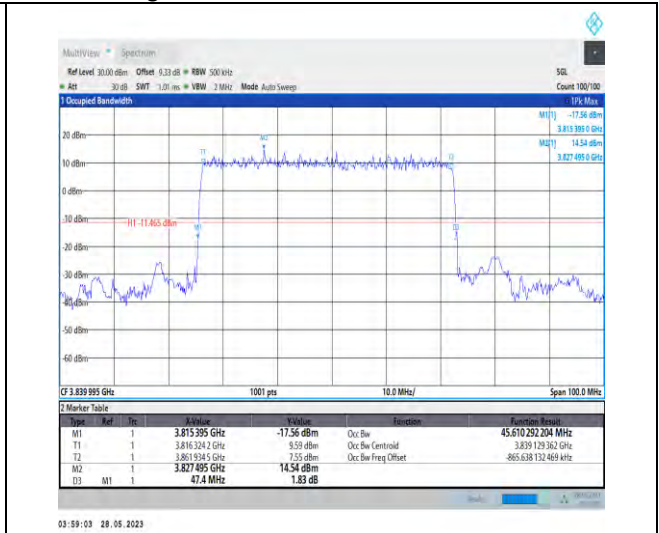 MultiView Spectrum
Ref Level 30.00 dBm Offset 9.33 dB RBW 500 kHz SGL
Att 30 dB SWT 1.01 ms VBW 2 MHz Mode Auto Sweep Count 100/100
1 Occupied Bandwidth 1Pk Max
M1[1] -17.56 dBm
3.815 395 0 GHz
M2[1] 14.54 dBm
3.827 495 0 GHz
20 dBm
M2
T1
T2
10 dBm
0 dBm
-10 dBm
H1 -11.465 dBm
M1
D3
-20 dBm
-30 dBm
-40 dBm
-50 dBm
-60 dBm
CF 3.839 995 GHz 1001 pts 10.0 MHz/ Span 100.0 MHz
2 Marker Table
Type Ref Trc X-Value Y-Value Function Function Result
M1 1 3.815 395 GHz -17.56 dBm Occ Bw 45.610 292 204 MHz
T1 1 3.816 324 2 GHz 9.59 dBm Occ Bw Centroid 3.839 129 362 GHz
T2 1 3.861 934 5 GHz 7.55 dBm Occ Bw Freq Offset -865.638 132 469 kHz
M2 1 3.827 495 GHz 14.54 dBm
D3 M1 1 47.4 MHz 1.83 dB
03:59:03 28.05.2023